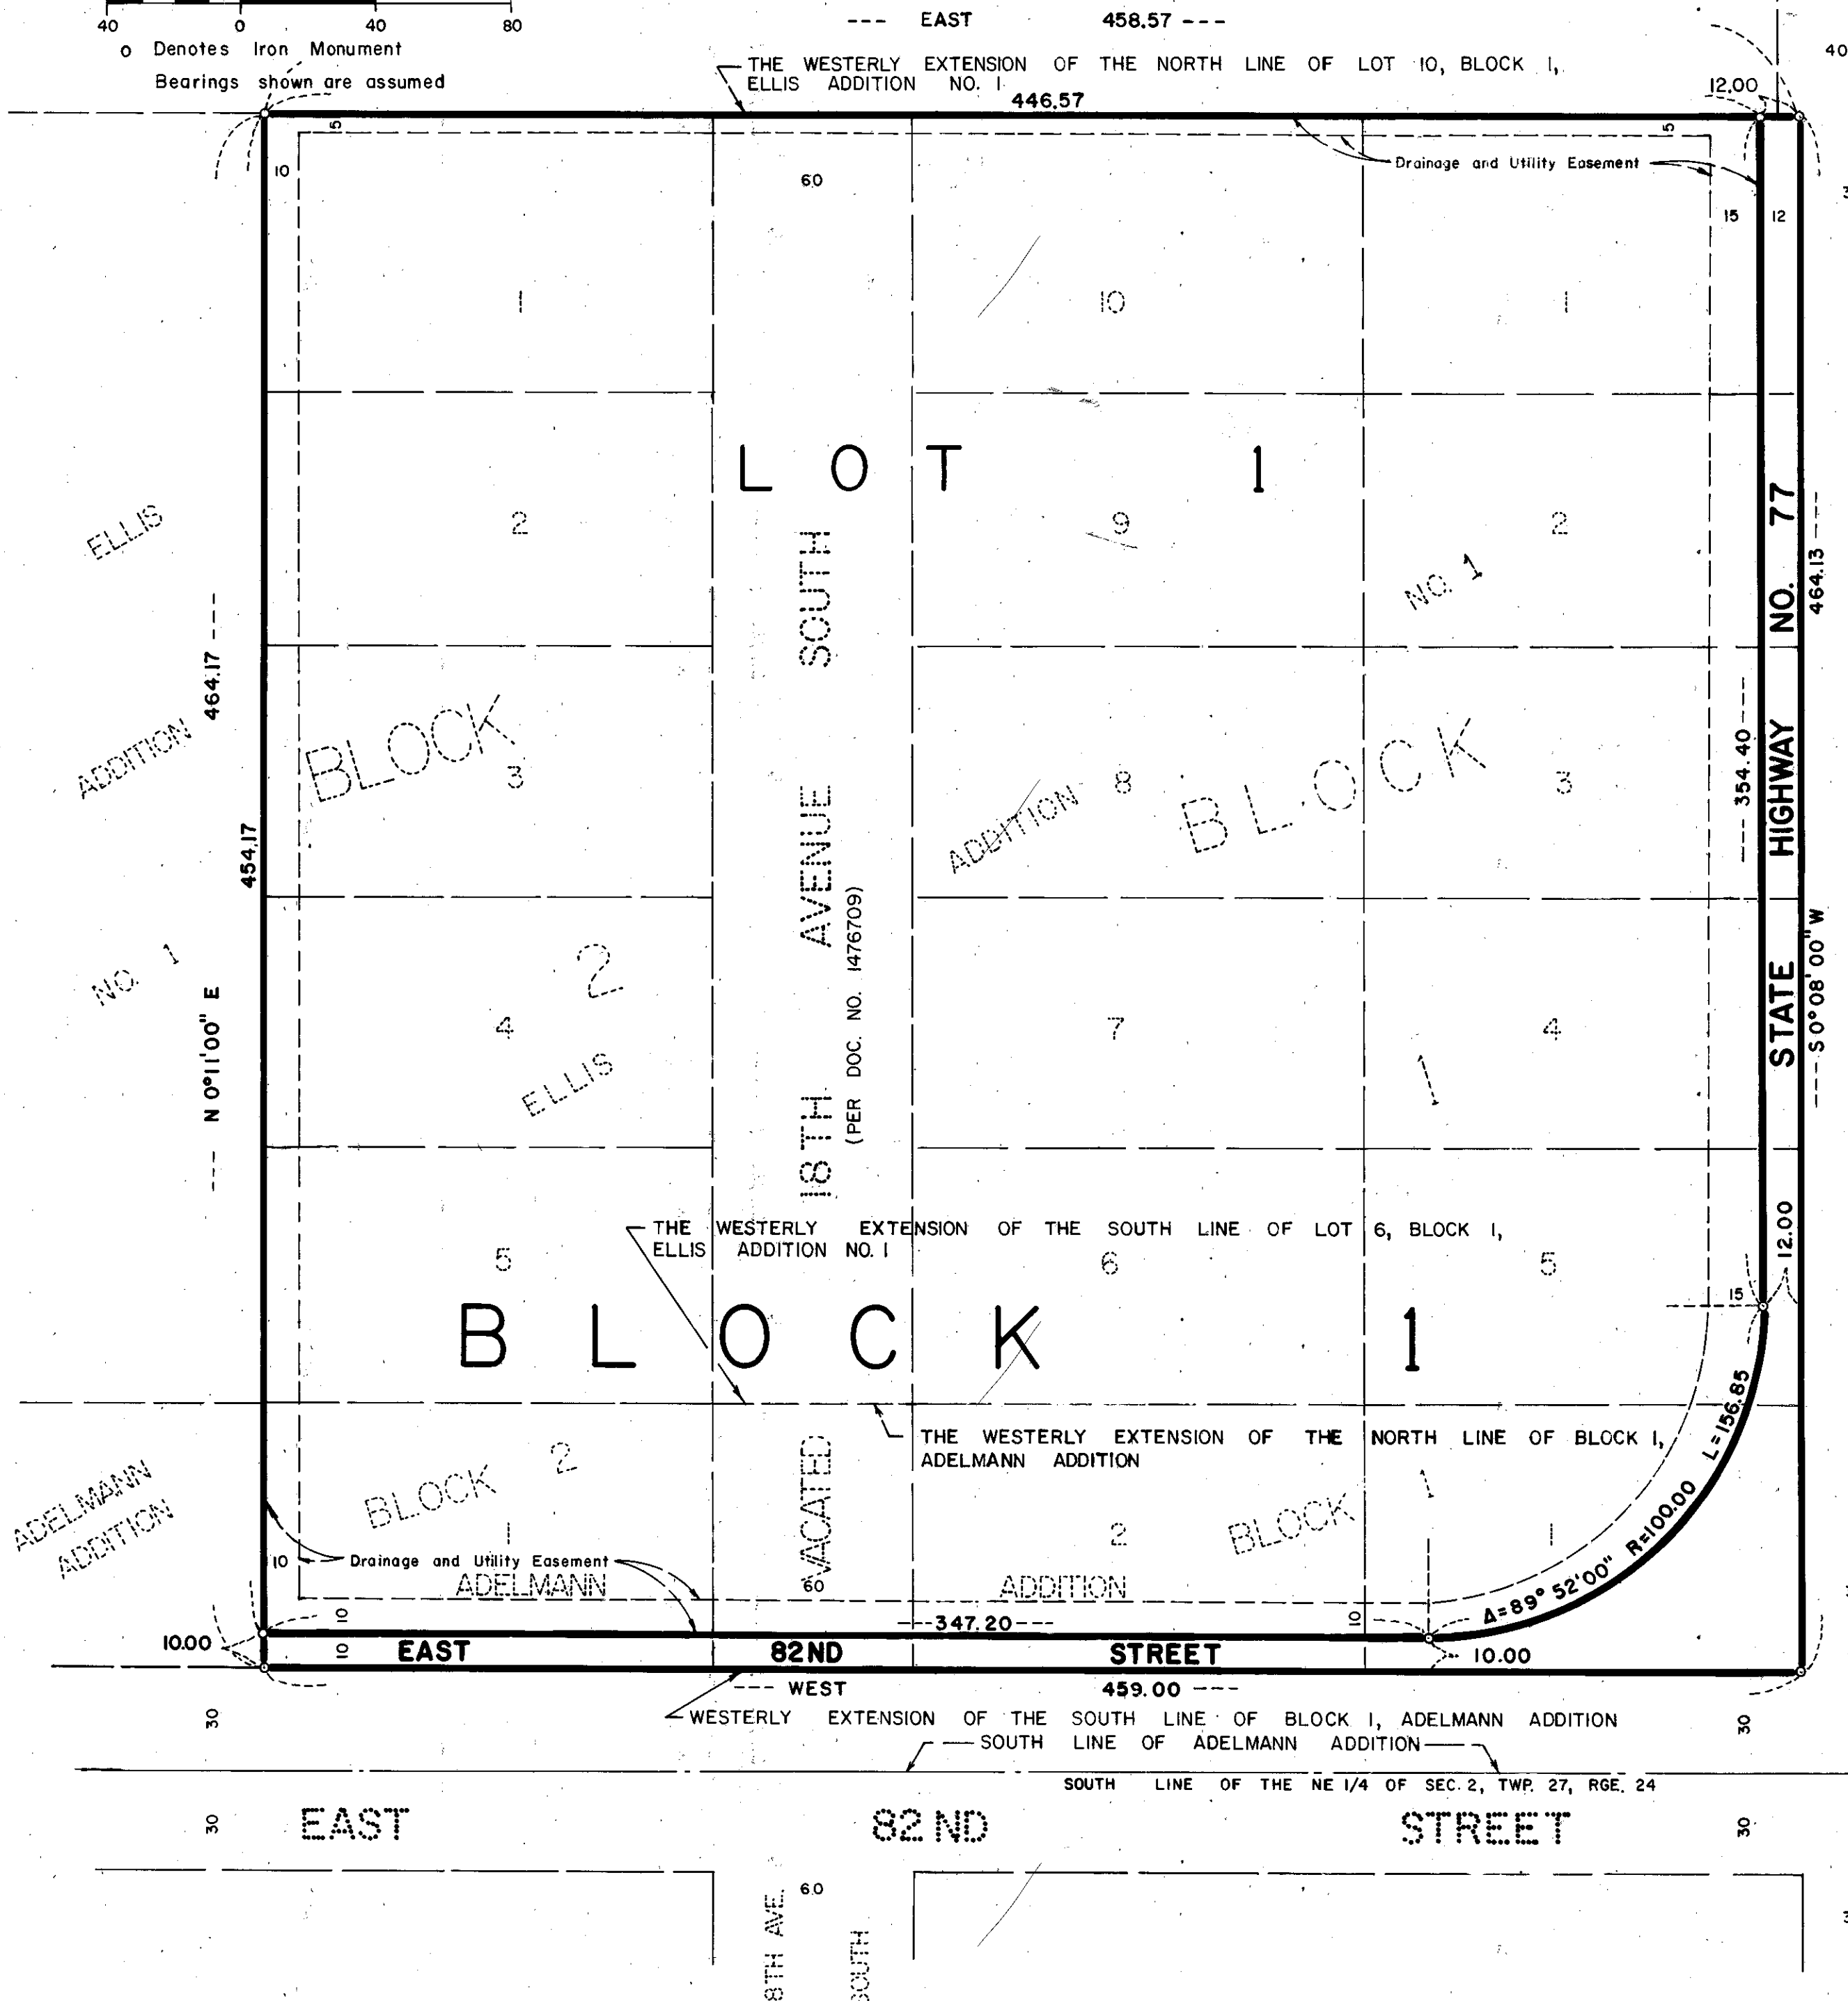 40 0 40 80
o Denotes Iron Monument
Bearings shown are assumed
--- EAST 458.57 ---
THE WESTERLY EXTENSION OF THE NORTH LINE OF LOT 10, BLOCK 1,
ELLIS ADDITION NO. 1
446.57
12.00
40
5
5
10
60
Drainage and Utility Easement
15 12
1 10 1
LOT 1
2 9 2
ELLIS
ADDITION
NO. 1
464.17 ---
--- N 0°11'00" E
454.17
BLOCK
3
2
4
ELLIS
ADDITION
NO. 1
8 3
BLOCK
1
7 4
18TH AVENUE SOUTH
(PER DOC. NO. 1476709)
VACATED
--- 354.40 ---
STATE HIGHWAY NO. 77
464.13 ---
--- S 0°08'00" W
THE WESTERLY EXTENSION OF THE SOUTH LINE OF LOT 6, BLOCK 1,
ELLIS ADDITION NO. 1
5 6 5
12.00
15
BLOCK 1
THE WESTERLY EXTENSION OF THE NORTH LINE OF BLOCK 1,
ADELMANN ADDITION
ADELMANN
ADDITION
BLOCK 2
1
2
BLOCK 1
1
Δ=89° 52'00" R=100.00 L=156.85
10
Drainage and Utility Easement
ADELMANN ADDITION
60
10
10
---347.20---
10.00
10
EAST 82ND STREET
10.00
--- WEST 459.00 ---
WESTERLY EXTENSION OF THE SOUTH LINE OF BLOCK 1, ADELMANN ADDITION
SOUTH LINE OF ADELMANN ADDITION
30
30
SOUTH LINE OF THE NE 1/4 OF SEC. 2, TWP. 27, RGE. 24
30
30
EAST 82ND STREET
60
8TH AVE.
SOUTH